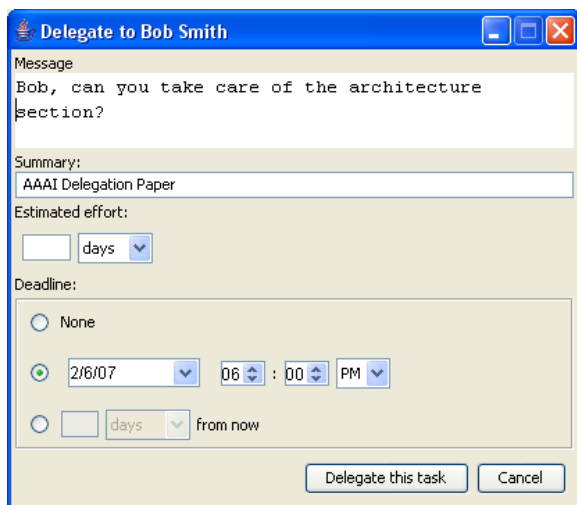 Delegate to Bob Smith
Message
Bob, can you take care of the architecture
section?
Summary:
AAAI Delegation Paper
Estimated effort:
days
Deadline:
None
2/6/07 06 : 00 PM
days from now
Delegate this task Cancel